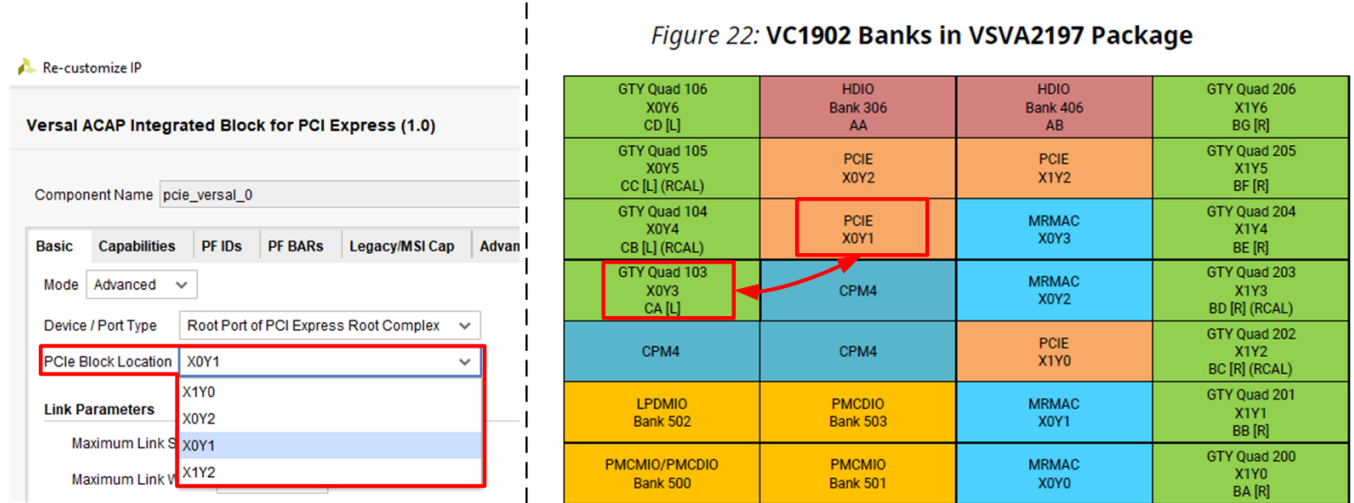 Re-customize IP
Versal ACAP Integrated Block for PCI Express (1.0)
Component Name pcie_versal_0
Basic Capabilities PF IDs PF BARs Legacy/MSI Cap
Mode Advanced
Device / Port Type Root Port of PCI Express Root Complex
PCIe Block Location X0Y1
X1Y0
Link Parameters
X0Y2
Maximum Link
X0Y1
Maximum Link
X1Y2
Figure 22: VC1902 Banks in VSVA2197 Package
GTY Quad 106
X0Y6
CD [L]
HDIO
Bank 306
AA
HDIO
Bank 406
AB
GTY Quad 206
X1Y6
BG [R]
GTY Quad 105
X0Y5
CC [L] (RCAL)
PCIE
X0Y2
PCIE
X1Y2
GTY Quad 205
X1Y5
BF [R]
GTY Quad 104
X0Y4
CB [L] (RCAL)
PCIE
X0Y1
MRMAC
X0Y3
GTY Quad 204
X1Y4
BE [R]
GTY Quad 103
X0Y3
CA [L]
CPM4
MRMAC
X0Y2
GTY Quad 203
X1Y3
BD [R] (RCAL)
CPM4
CPM4
PCIE
X1Y0
GTY Quad 202
X1Y2
BC [R] (RCAL)
LPDMIO
Bank 502
PMCDIO
Bank 503
MRMAC
X0Y1
GTY Quad 201
X1Y1
BB [R]
PMCMIO/PMCDIO
Bank 500
PMCMIO
Bank 501
MRMAC
X0Y0
GTY Quad 200
X1Y0
BA [R]